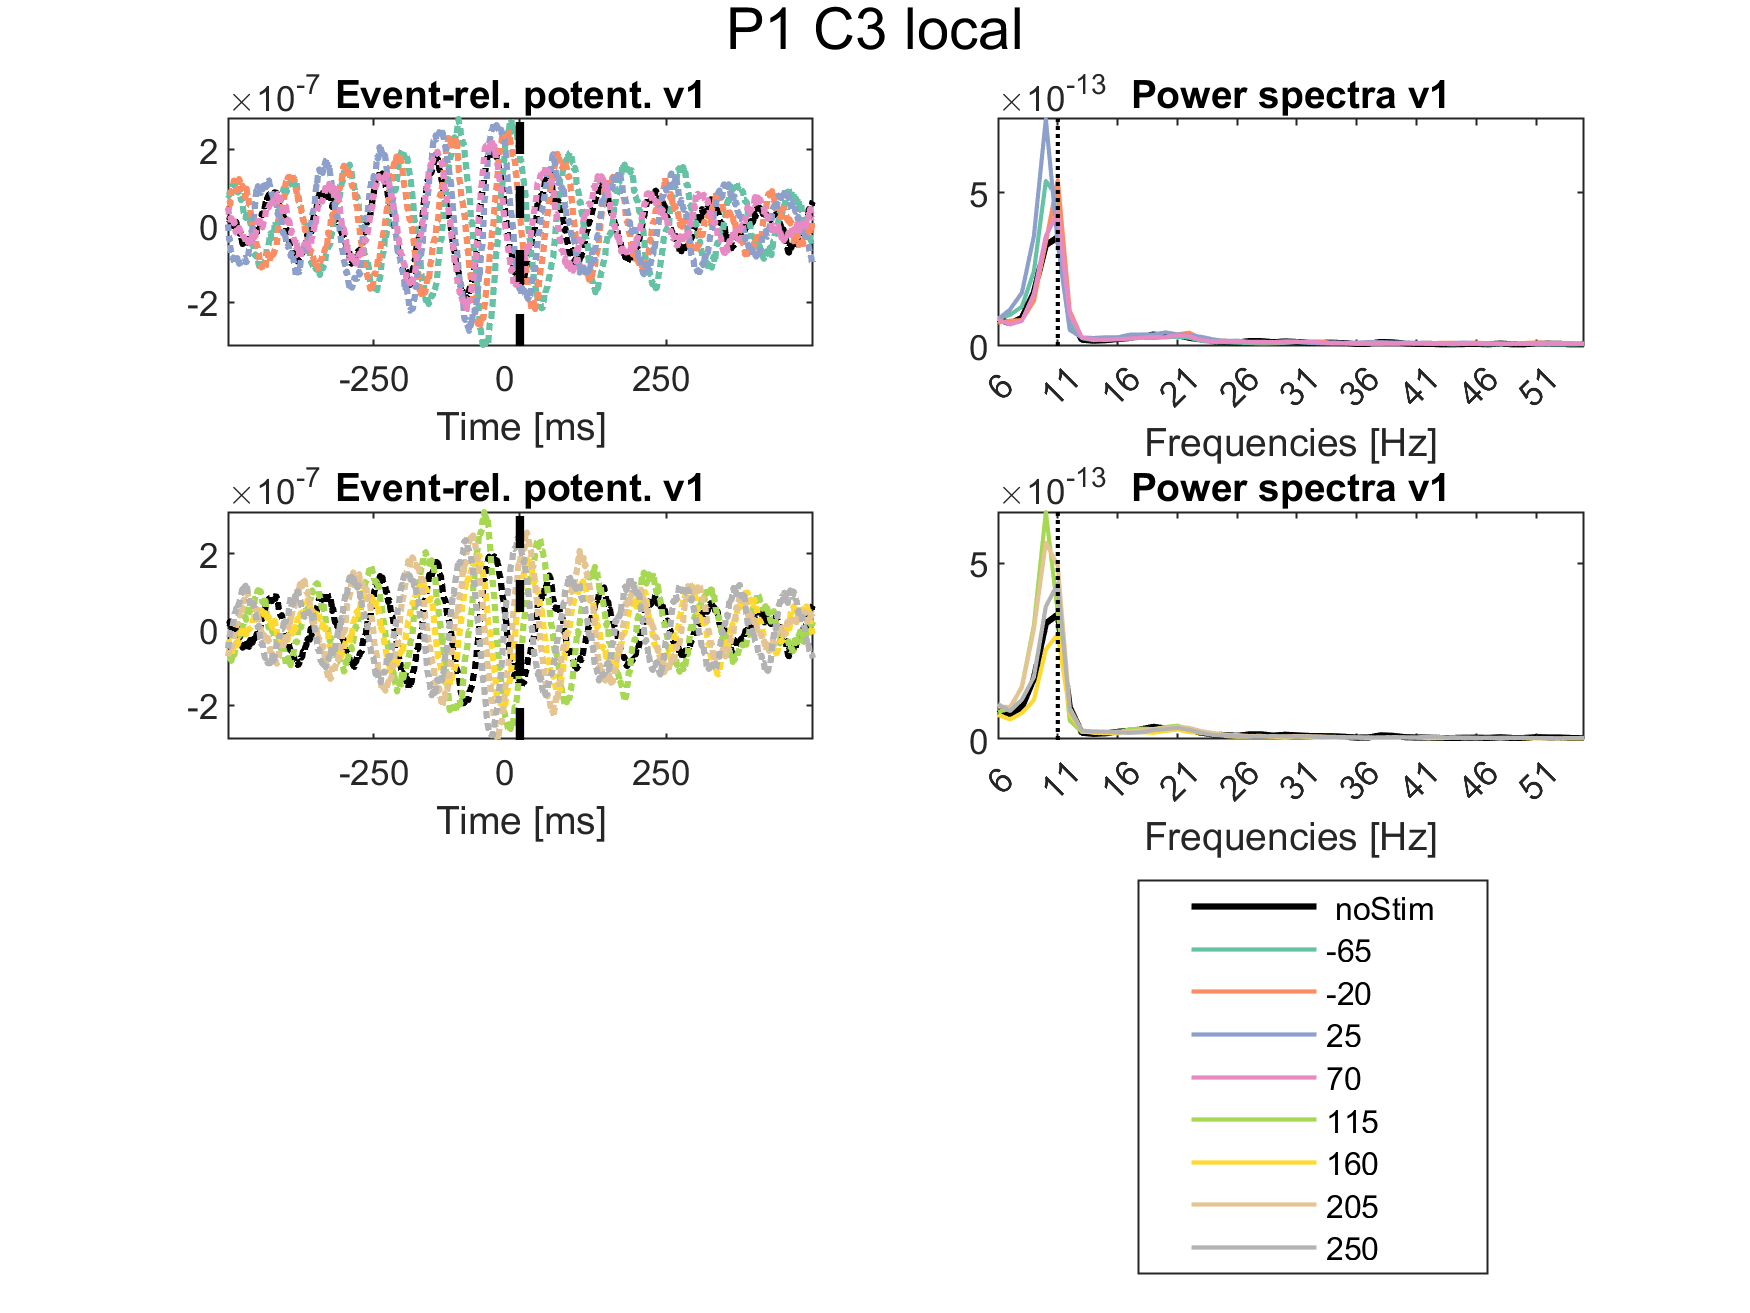 P1 C3 local
×10-7 Event-rel. potent. v1
2
0
-2
-250 0 250
Time [ms]
×10-13 Power spectra v1
5
0
6 11 16 21 26 31 36 41 46 51
Frequencies [Hz]
×10-7 Event-rel. potent. v1
2
0
-2
-250 0 250
Time [ms]
×10-13 Power spectra v1
5
0
6 11 16 21 26 31 36 41 46 51
Frequencies [Hz]
noStim
-65
-20
25
70
115
160
205
250